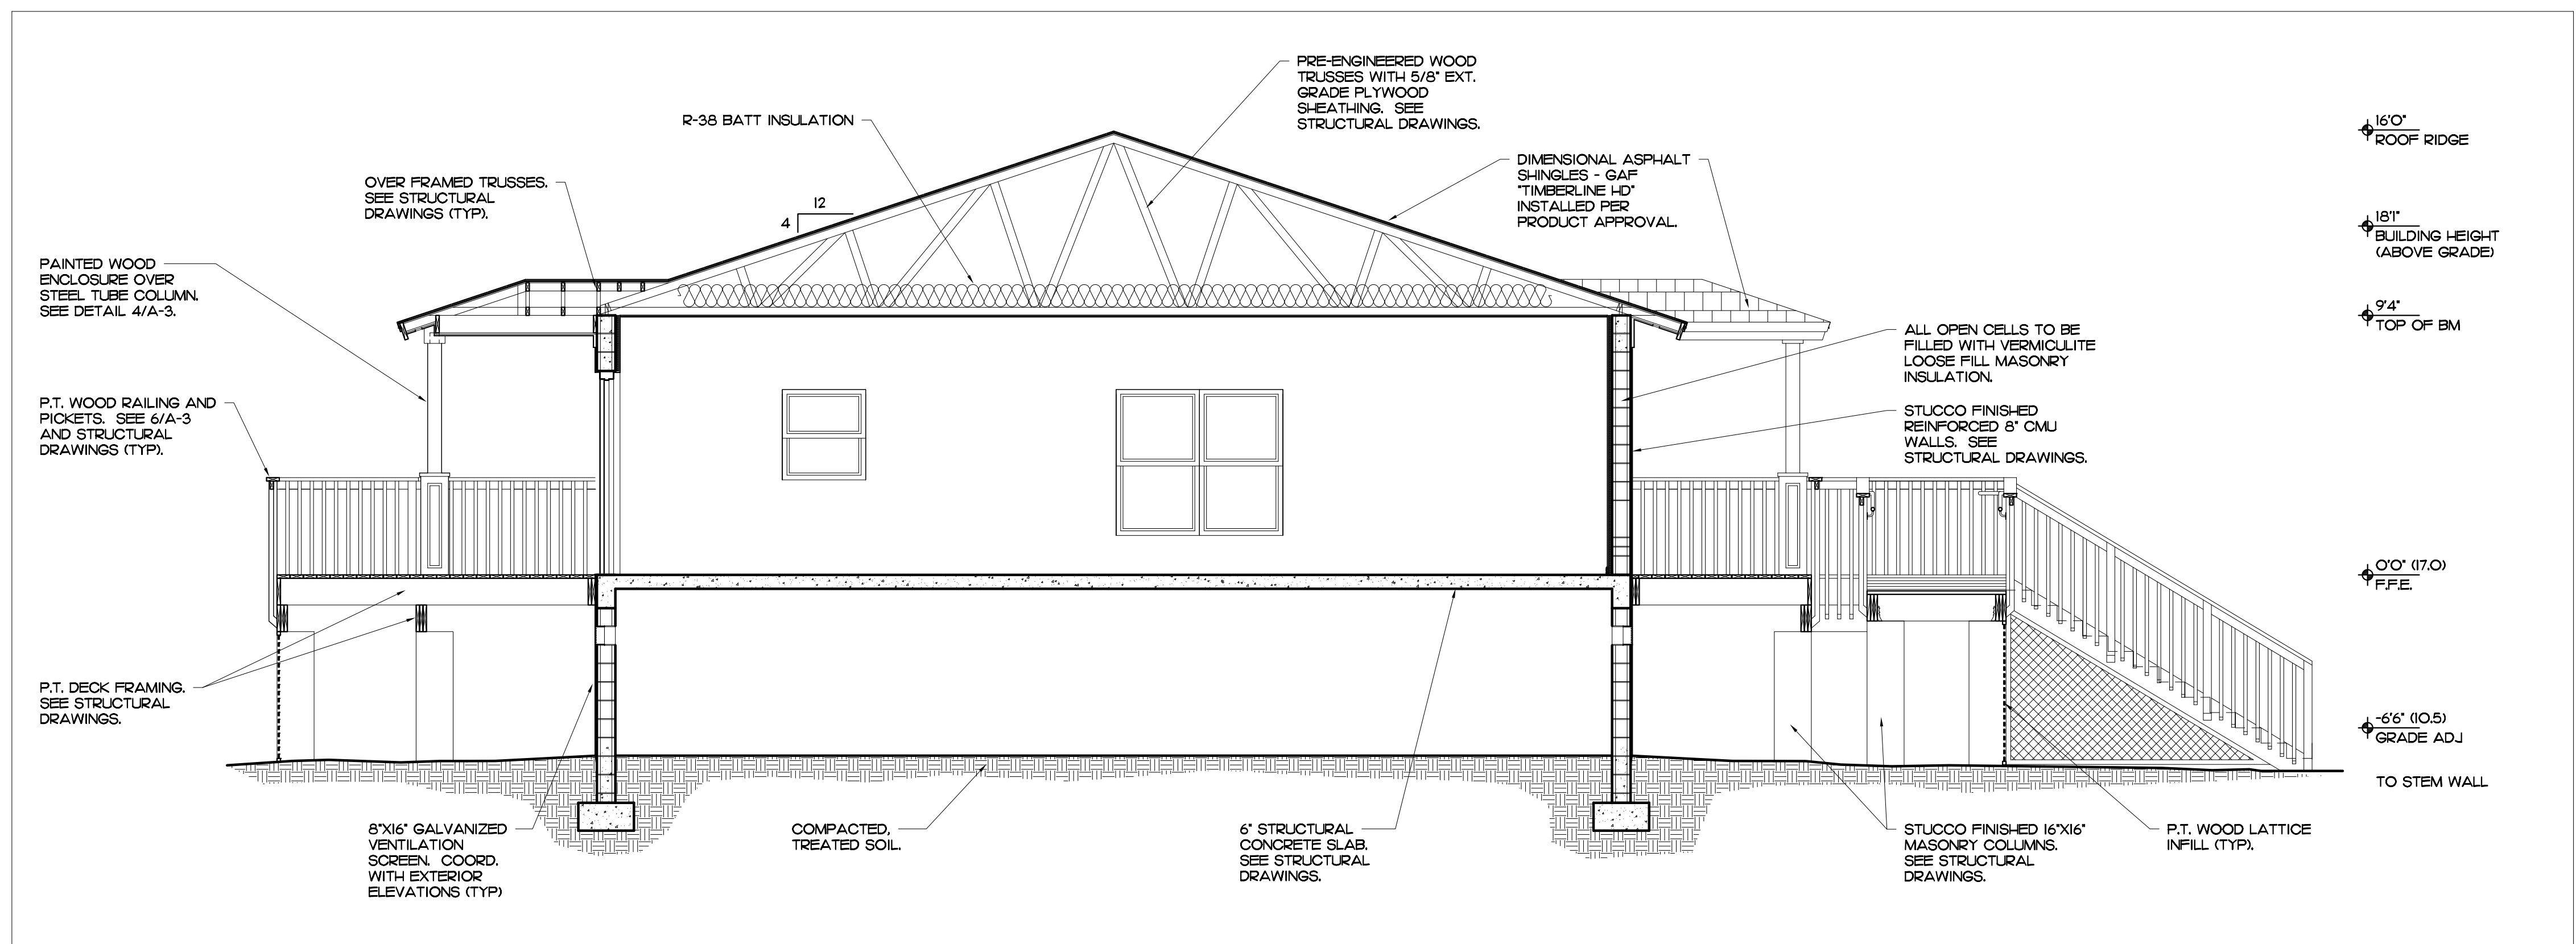 PRE-ENGINEERED WOOD
TRUSSES WITH 5/8" EXT.
GRADE PLYWOOD
SHEATHING.  SEE
STRUCTURAL DRAWINGS.
R-38 BATT INSULATION
16'0"
ROOF RIDGE
DIMENSIONAL ASPHALT
SHINGLES - GAF
"TIMBERLINE HD"
INSTALLED PER
PRODUCT APPROVAL.
OVER FRAMED TRUSSES.
SEE STRUCTURAL
DRAWINGS (TYP).
12
4
18'1"
BUILDING HEIGHT
(ABOVE GRADE)
PAINTED WOOD
ENCLOSURE OVER
STEEL TUBE COLUMN.
SEE DETAIL 4/A-3.
9'4"
TOP OF BM
ALL OPEN CELLS TO BE
FILLED WITH VERMICULITE
LOOSE FILL MASONRY
INSULATION.
P.T. WOOD RAILING AND
PICKETS.  SEE 6/A-3
AND STRUCTURAL
DRAWINGS (TYP).
STUCCO FINISHED
REINFORCED 8" CMU
WALLS.  SEE
STRUCTURAL DRAWINGS.
0'0" (17.0)
F.F.E.
P.T. DECK FRAMING.
SEE STRUCTURAL
DRAWINGS.
-6'6" (10.5)
GRADE ADJ
TO STEM WALL
8"X16" GALVANIZED
VENTILATION
SCREEN.  COORD.
WITH EXTERIOR
ELEVATIONS (TYP)
COMPACTED,
TREATED SOIL.
6" STRUCTURAL
CONCRETE SLAB.
SEE STRUCTURAL
DRAWINGS.
STUCCO FINISHED 16"X16"
MASONRY COLUMNS.
SEE STRUCTURAL
DRAWINGS.
P.T. WOOD LATTICE
INFILL (TYP).